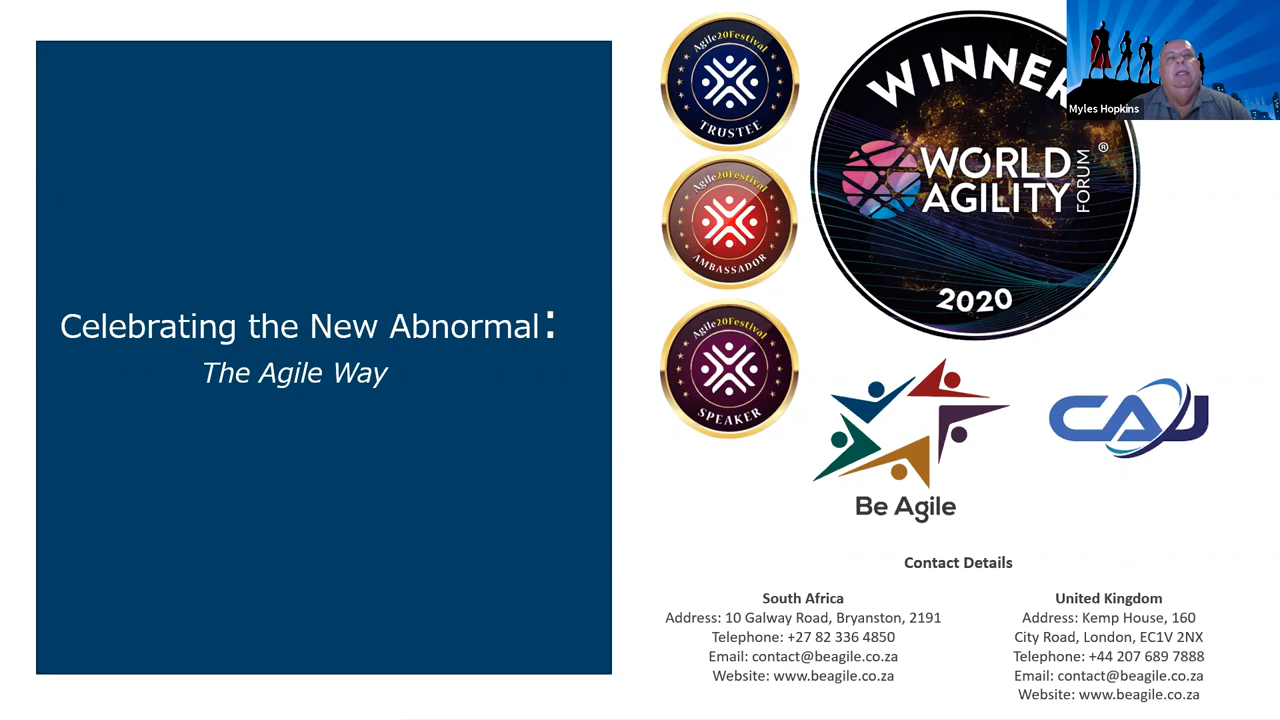 Celebrating the New Abnormal:
The Agile Way
Agile20Festival
TRUSTEE
Agile20Festival
AMBASSADOR
Agile20Festival
SPEAKER
WINNER
WORLD
AGILITY
FORUM
®
2020
Myles Hopkins
Be Agile
CAJ
Contact Details
South Africa
Address: 10 Galway Road, Bryanston, 2191
Telephone: +27 82 336 4850
Email: contact@beagile.co.za
Website: www.beagile.co.za
United Kingdom
Address: Kemp House, 160
City Road, London, EC1V 2NX
Telephone: +44 207 689 7888
Email: contact@beagile.co.za
Website: www.beagile.co.za